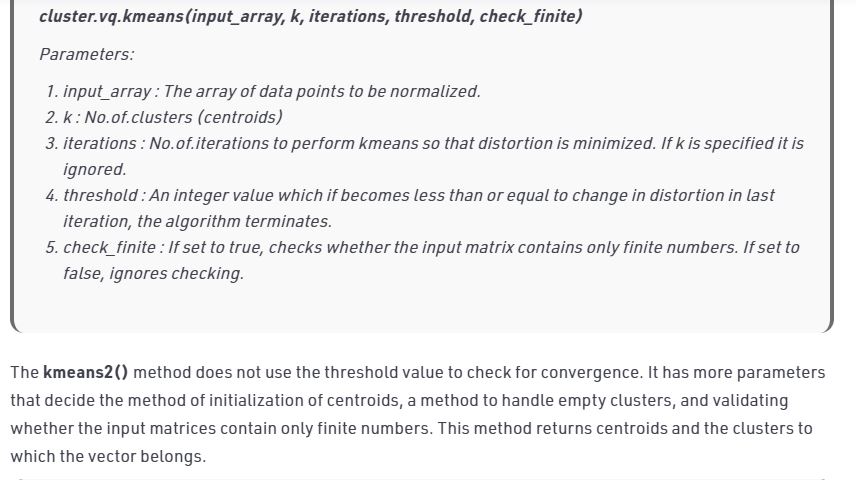 cluster.vq.kmeans(input_array, k, iterations, threshold, check_finite)
Parameters:
1. input_array : The array of data points to be normalized.
2. k : No.of.clusters (centroids)
3. iterations : No.of.iterations to perform kmeans so that distortion is minimized. If k is specified it is
ignored.
4. threshold : An integer value which if becomes less than or equal to change in distortion in last
iteration, the algorithm terminates.
5. check_finite : If set to true, checks whether the input matrix contains only finite numbers. If set to
false, ignores checking.
The kmeans2() method does not use the threshold value to check for convergence. It has more parameters
that decide the method of initialization of centroids, a method to handle empty clusters, and validating
whether the input matrices contain only finite numbers. This method returns centroids and the clusters to
which the vector belongs.